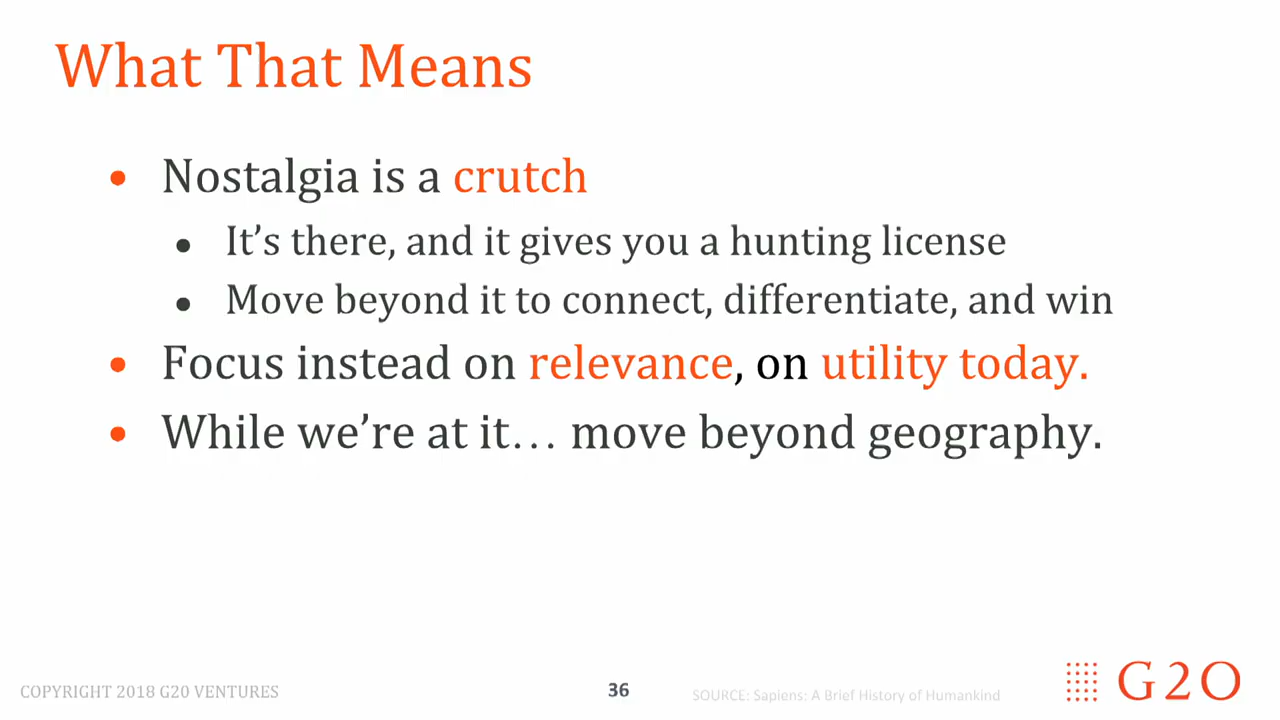 What That Means
• Nostalgia is a crutch
• It’s there, and it gives you a hunting license
• Move beyond it to connect, differentiate, and win
• Focus instead on relevance, on utility today.
• While we’re at it… move beyond geography.
COPYRIGHT 2018 G20 VENTURES
36
SOURCE: Sapiens: A Brief History of Humankind
G2O